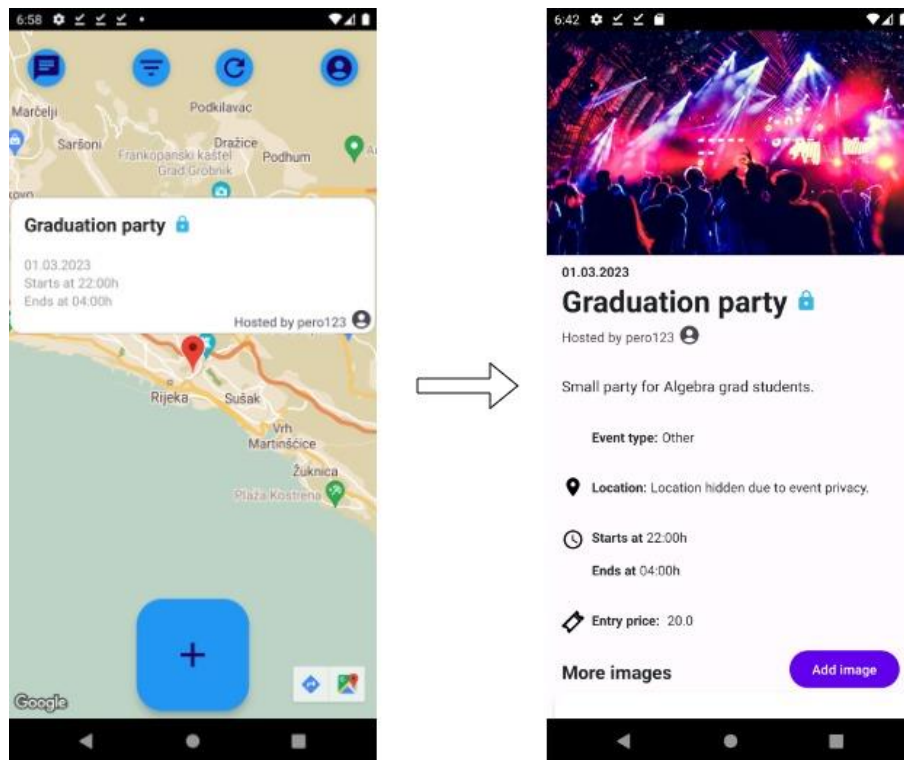 6:58
Marčelji
Podkilavac
Saršoni
Dražice
Frankopanski kaštel
Grad Grobnik
Podhum
Graduation party
01.03.2023
Starts at 22:00h
Ends at 04:00h
Hosted by pero123
Rijeka
Sušak
Vrh
Martinšćice
Žuknica
Plaža Kostrena
+
Google
6:42
01.03.2023
Graduation party
Hosted by pero123
Small party for Algebra grad students.
Event type: Other
Location: Location hidden due to event privacy.
Starts at 22:00h
Ends at 04:00h
Entry price: 20.0
More images
Add image